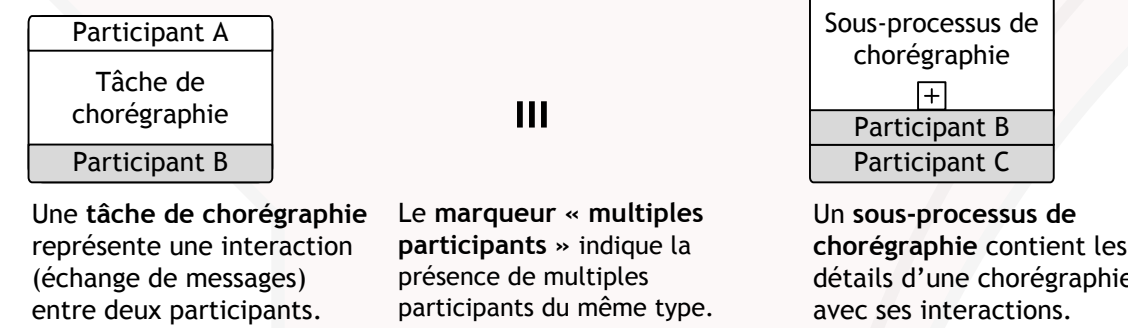 Participant A
Tâche de
chorégraphie
Participant B
Une tâche de chorégraphie
représente une interaction
(échange de messages)
entre deux participants.
Le marqueur « multiples
participants » indique la
présence de multiples
participants du même type.
Sous-processus de
chorégraphie
+
Participant B
Participant C
Un sous-processus de
chorégraphie contient les
détails d’une chorégraphie
avec ses interactions.